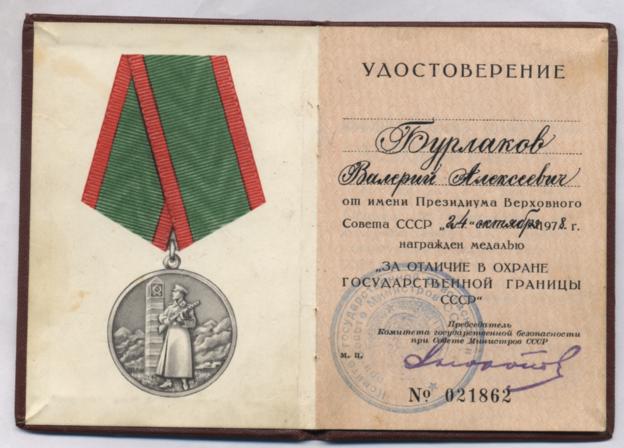 УДОСТОВЕРЕНИЕ
Бурлаков
Валерий Алексеевич
от имени Президиума Верховного
Совета СССР „24“ октября 1978. г.
награжден медалью
„ЗА ОТЛИЧИЕ В ОХРАНЕ
ГОСУДАРСТВЕННОЙ ГРАНИЦЫ
СССР“
Председатель
Комитета государственной безопасности
при Совете Министров СССР
М. П.
№ 021862